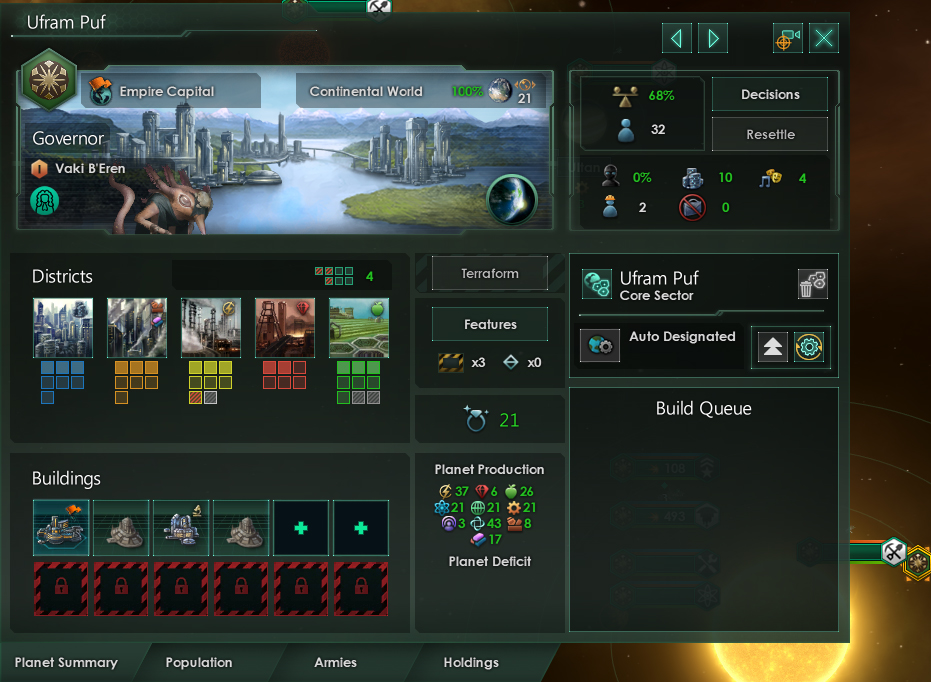 Ufram Puf
Empire Capital
Continental World
100%
21
Governor
I
Vaki B'Eren
68%
32
Decisions
Resettle
0%
10
4
2
0
Districts
4
Terraform
Features
x3
x0
21
Ufram Puf
Core Sector
Auto Designated
Build Queue
108
493
Buildings
Planet Production
37 6 26
21 21 21
3 43 8
17
Planet Deficit
Planet Summary
Population
Armies
Holdings